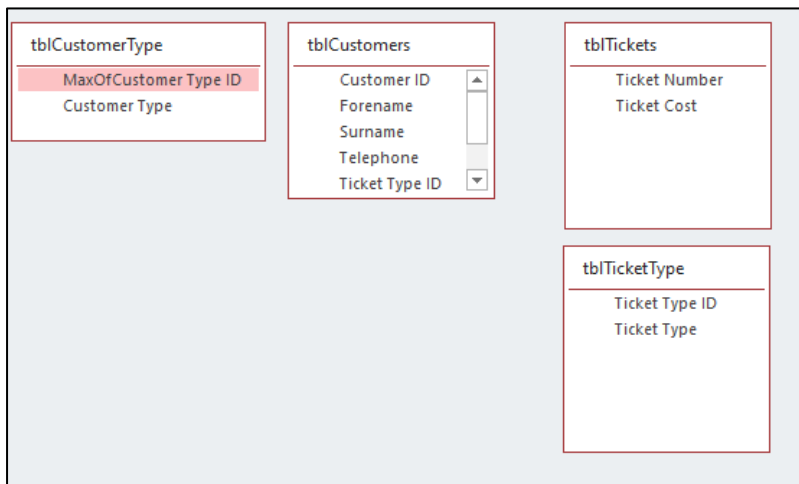 tblCustomerType
MaxOfCustomer Type ID
Customer Type
tblCustomers
Customer ID
Forename
Surname
Telephone
Ticket Type ID
tblTickets
Ticket Number
Ticket Cost
tblTicketType
Ticket Type ID
Ticket Type